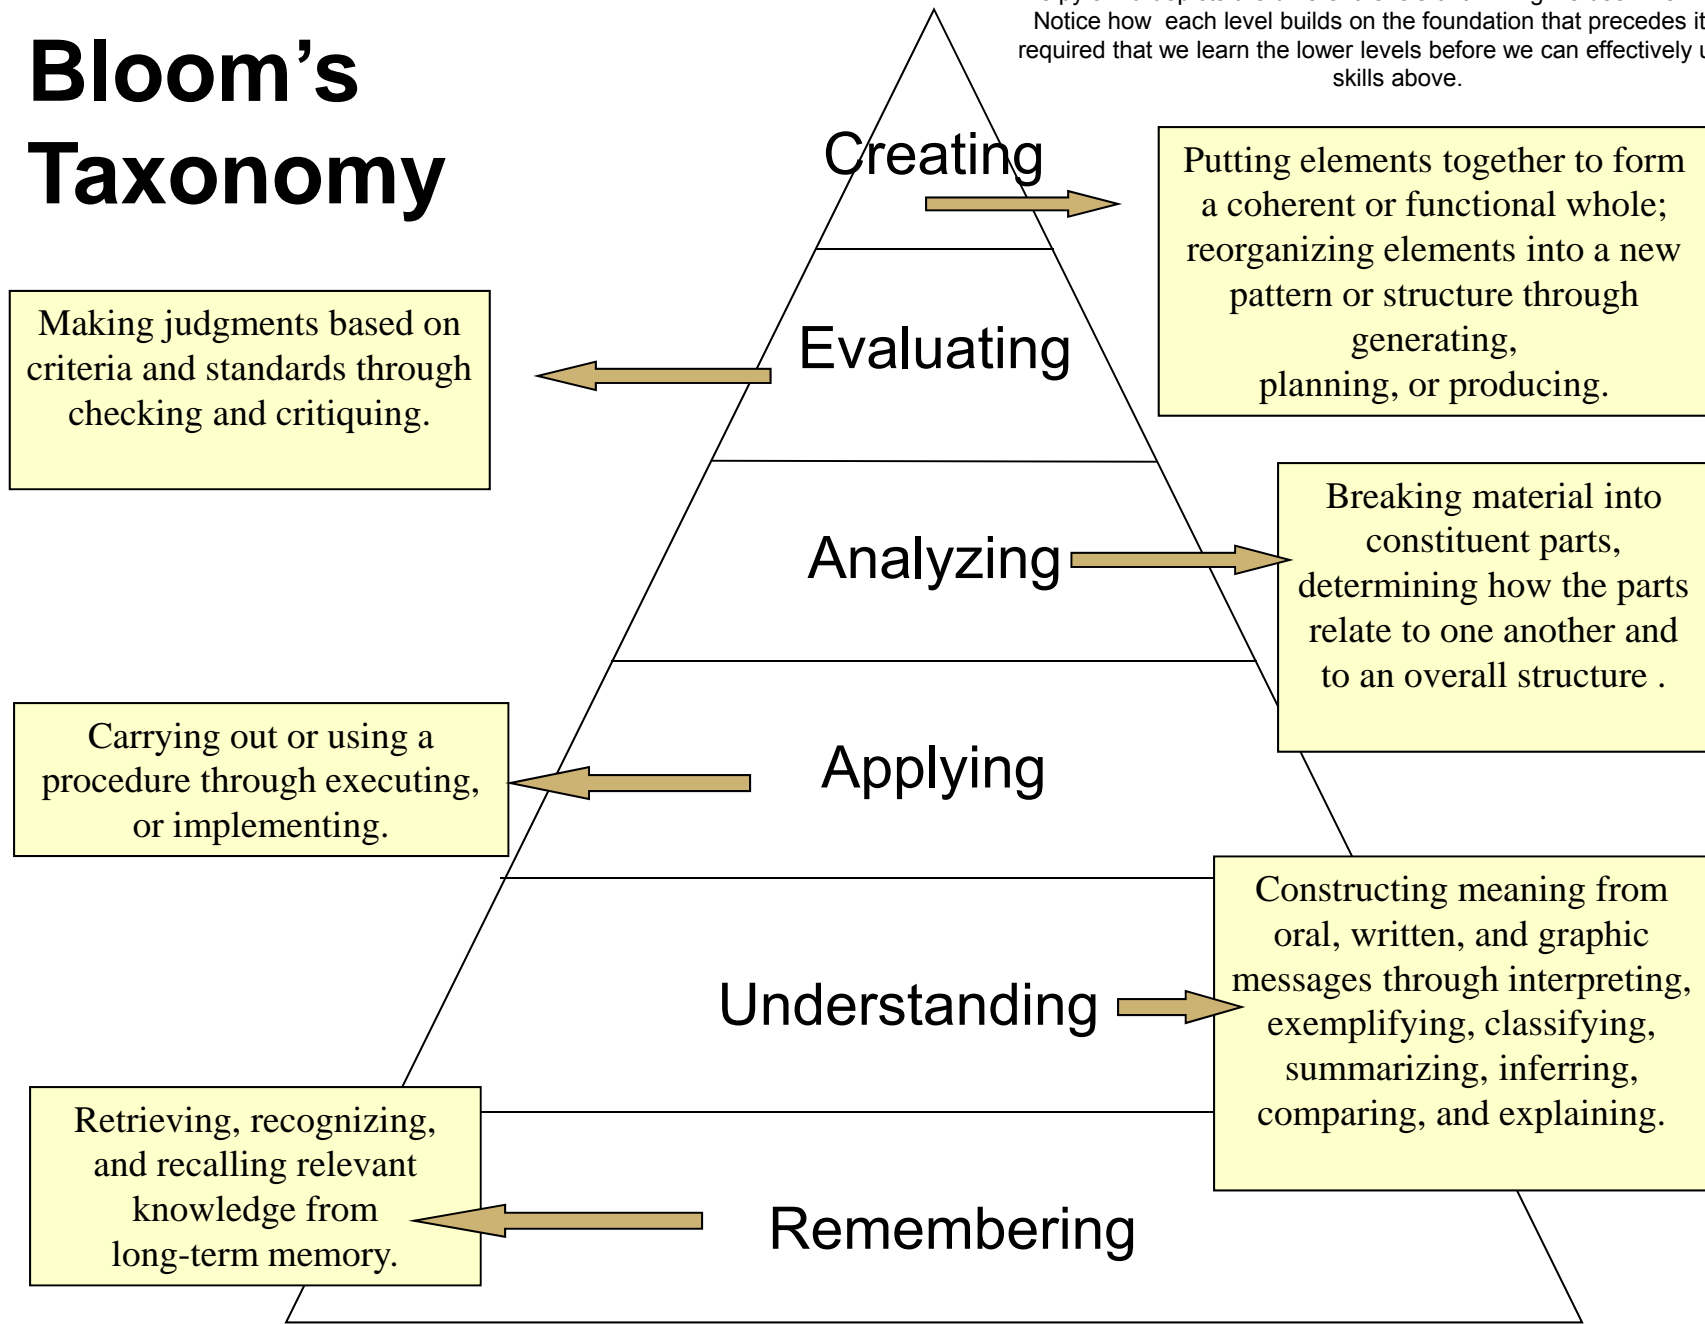 Bloom’s
Taxonomy
Notice how each level builds on the foundation that precedes it
required that we learn the lower levels before we can effectively
skills above.
Creating
Putting elements together to form
a coherent or functional whole;
reorganizing elements into a new
pattern or structure through
generating,
planning, or producing.
Evaluating
Making judgments based on
criteria and standards through
checking and critiquing.
Analyzing
Breaking material into
constituent parts,
determining how the parts
relate to one another and
to an overall structure .
Applying
Carrying out or using a
procedure through executing,
or implementing.
Understanding
Constructing meaning from
oral, written, and graphic
messages through interpreting,
exemplifying, classifying,
summarizing, inferring,
comparing, and explaining.
Remembering
Retrieving, recognizing,
and recalling relevant
knowledge from
long-term memory.